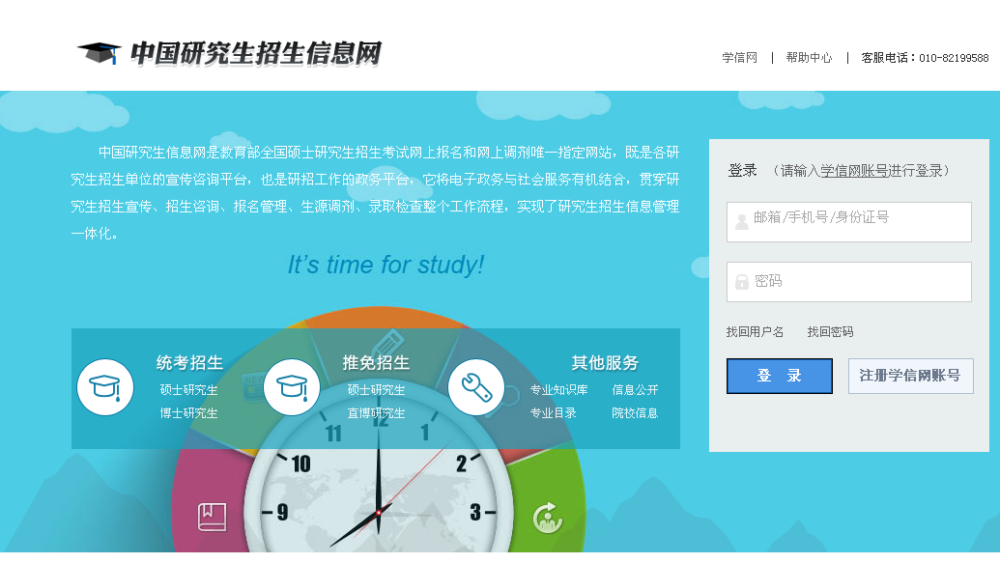 中国研究生招生信息网
学信网 | 帮助中心 | 客服电话：010-82199588
中国研究生信息网是教育部全国硕士研究生招生考试网上报名和网上调剂唯一指定网站，既是各研
究生招生单位的宣传咨询平台，也是研招工作的政务平台，它将电子政务与社会服务有机结合，贯穿研
究生招生宣传、招生咨询、报名管理、生源调剂、录取检查整个工作流程，实现了研究生招生信息管理
一体化。
It's time for study!
统考招生
硕士研究生
博士研究生
推免招生
硕士研究生
直博研究生
其他服务
专业知识库 信息公开
专业目录 院校信息
11 12 1
10 2
9 3
登录 （请输入学信网账号进行登录）
邮箱/手机号/身份证号
密码
找回用户名 找回密码
登 录 注册学信网账号